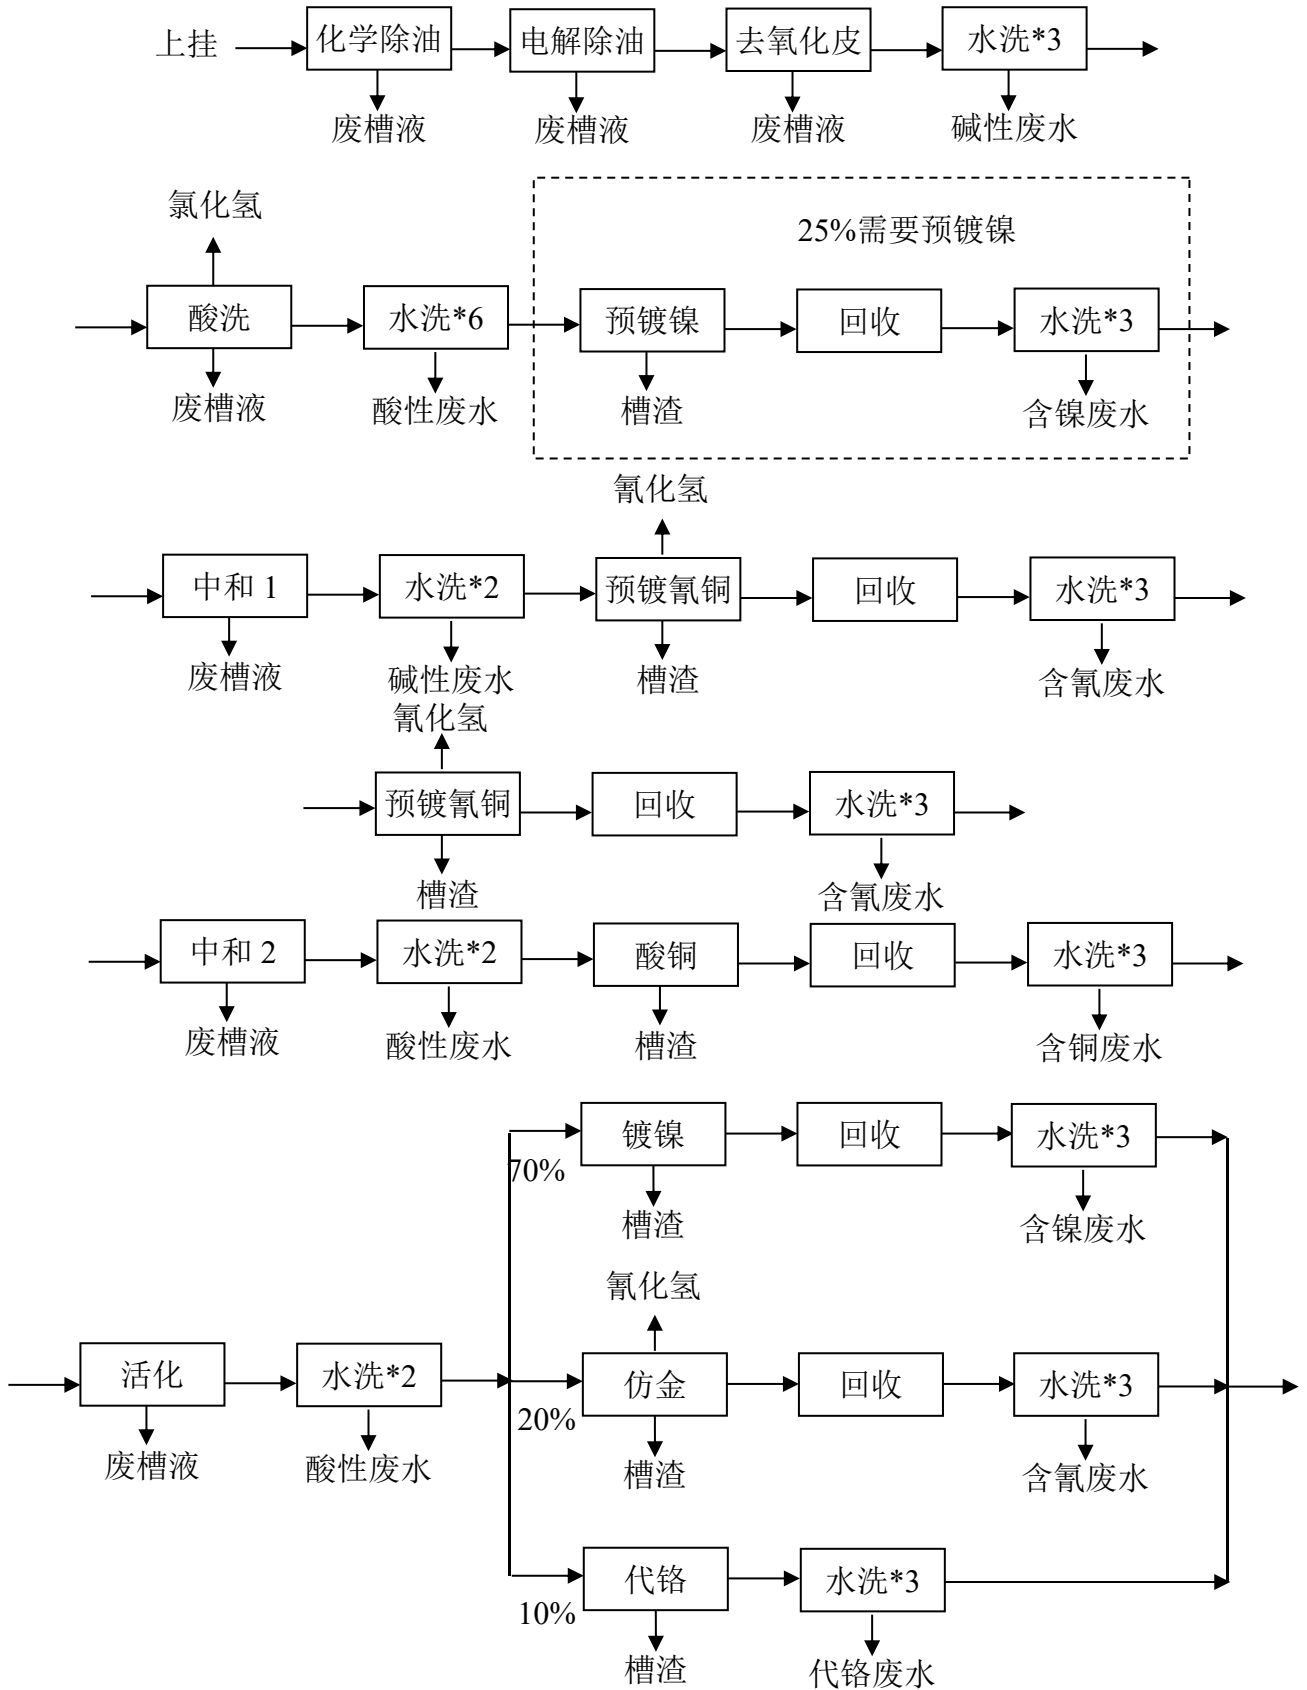 上挂 化学除油 电解除油 去氧化皮 水洗*3
废槽液 废槽液 废槽液 碱性废水
氯化氢
25%需要预镀镍
酸洗 水洗*6 预镀镍 回收 水洗*3
废槽液 酸性废水 槽渣 含镍废水
氰化氢
中和 1 水洗*2 预镀氰铜 回收 水洗*3
废槽液 碱性废水 槽渣 含氰废水
氰化氢
预镀氰铜 回收 水洗*3
槽渣 含氰废水
中和 2 水洗*2 酸铜 回收 水洗*3
废槽液 酸性废水 槽渣 含铜废水
镀镍 回收 水洗*3
70%
槽渣 含镍废水
氰化氢
活化 水洗*2 仿金 回收 水洗*3
20%
废槽液 酸性废水 槽渣 含氰废水
代铬 水洗*3
10%
槽渣 代铬废水